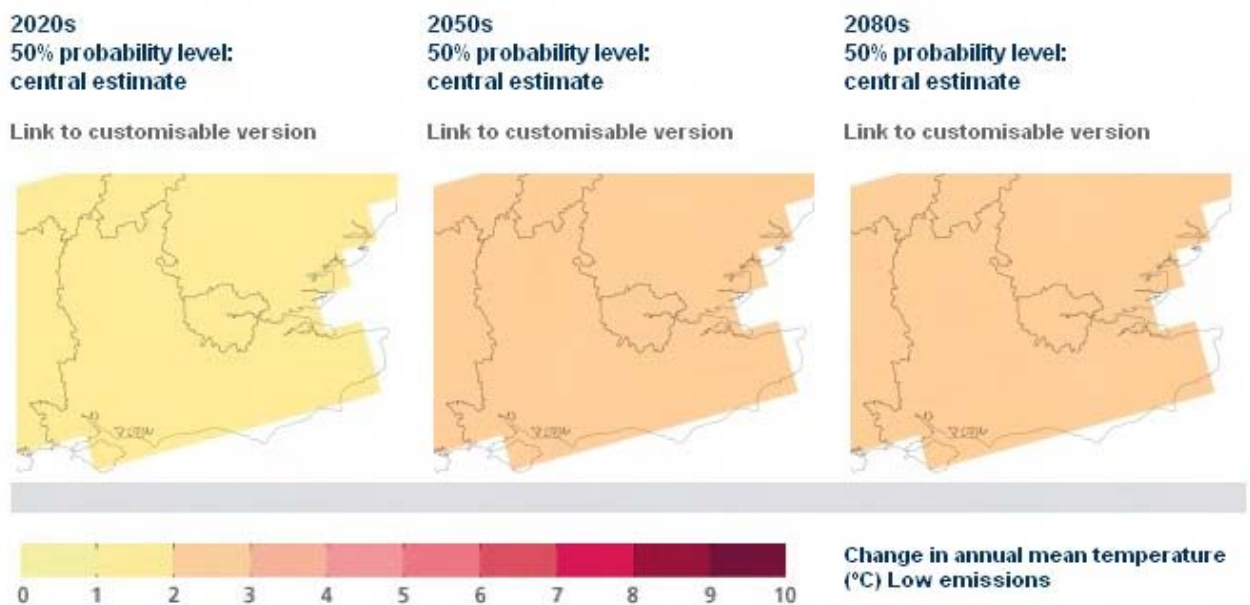 2020s
50% probability level:
central estimate
Link to customisable version
2050s
50% probability level:
central estimate
Link to customisable version
2080s
50% probability level:
central estimate
Link to customisable version
0 1 2 3 4 5 6 7 8 9 10
Change in annual mean temperature
(°C) Low emissions